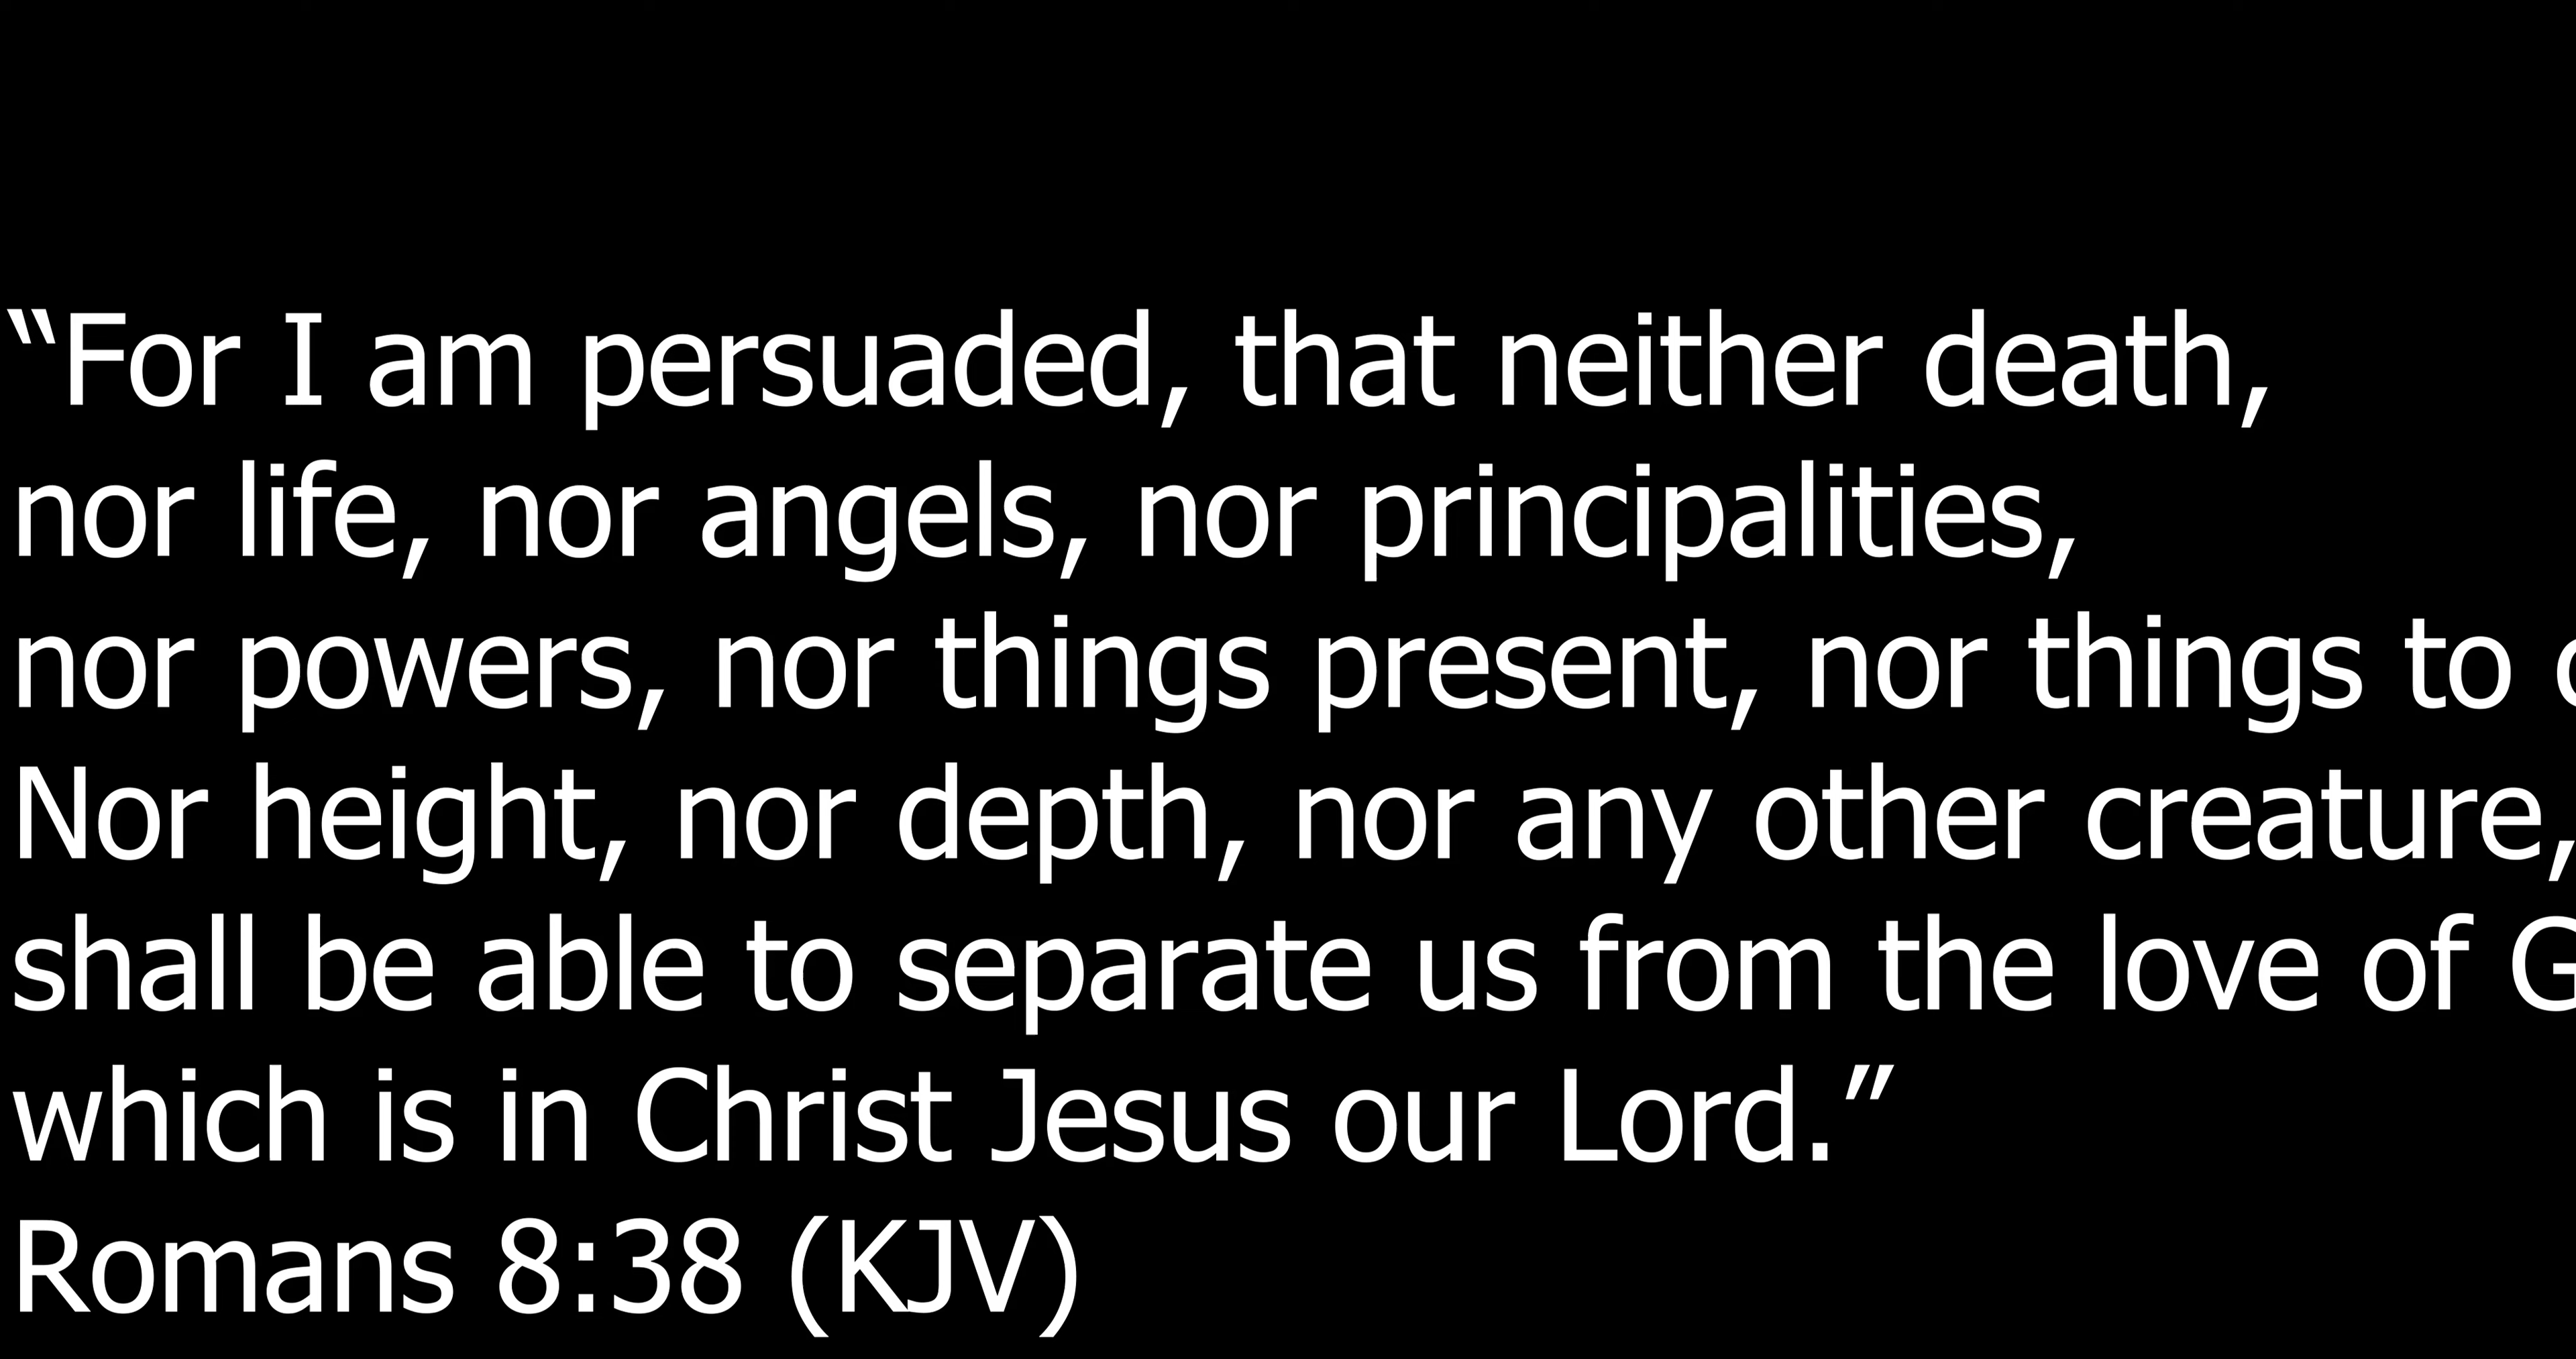 “For I am persuaded, that neither death,
nor life, nor angels, nor principalities,
nor powers, nor things present, nor things to
Nor height, nor depth, nor any other creature,
shall be able to separate us from the love of
which is in Christ Jesus our Lord.”
Romans 8:38 (KJV)